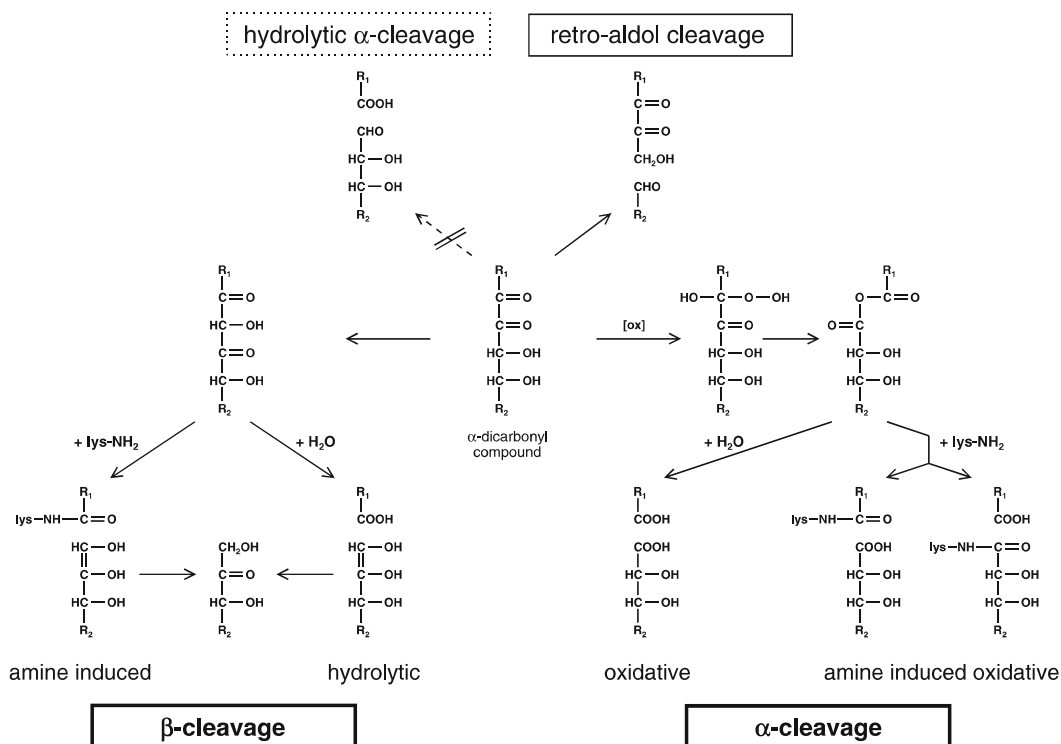 hydrolytic α-cleavage
retro-aldol cleavage
R₁
COOH
CHO
HC—OH
HC—OH
R₂
R₁
C=O
C=O
CH₂OH
CHO
R₂
R₁
C=O
HC—OH
C=O
HC—OH
R₂
R₁
C=O
C=O
HC—OH
HC—OH
R₂
α-dicarbonyl
compound
[ox]
R₁
HO—C—O—OH
C=O
HC—OH
HC—OH
R₂
R₁
O—C=O
O=C
HC—OH
HC—OH
R₂
+ lys-NH₂
+ H₂O
+ H₂O
+ lys-NH₂
R₁
lys—NH—C=O
HC—OH
C—OH
HC—OH
R₂
CH₂OH
C=O
HC—OH
R₂
R₁
COOH
HC—OH
C—OH
HC—OH
R₂
R₁
COOH
COOH
HC—OH
HC—OH
R₂
R₁
lys—NH—C=O
COOH
HC—OH
HC—OH
R₂
R₁
COOH
lys—NH—C=O
HC—OH
HC—OH
R₂
amine induced
hydrolytic
oxidative
amine induced oxidative
β-cleavage
α-cleavage